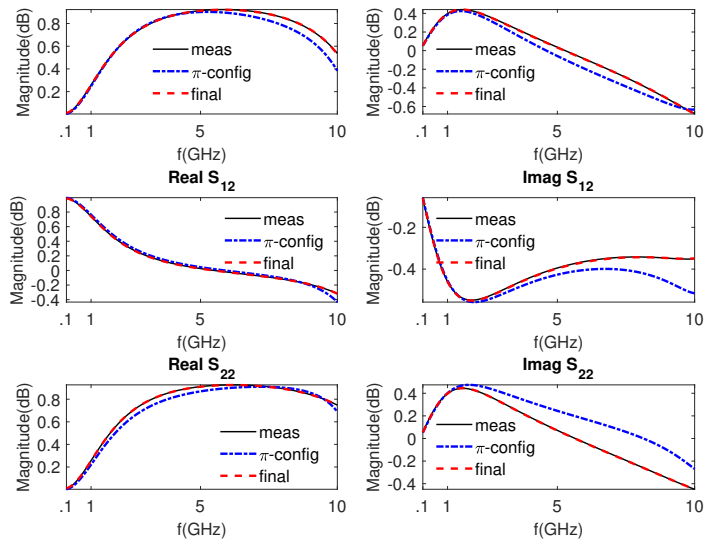 Magnitude(dB)
0.8
0.6
0.4
0.2
meas
π-config
final
.1 1 5 10
f(GHz)
Magnitude(dB)
0.4
0.2
0
-0.2
-0.4
-0.6
meas
π-config
final
.1 1 5 10
f(GHz)
Real S12
Magnitude(dB)
0.8
0.6
0.4
0.2
0
-0.2
-0.4
meas
π-config
final
.1 1 5 10
f(GHz)
Imag S12
Magnitude(dB)
-0.2
-0.4
meas
π-config
final
.1 1 5 10
f(GHz)
Real S22
Magnitude(dB)
0.8
0.6
0.4
0.2
meas
π-config
final
.1 1 5 10
f(GHz)
Imag S22
Magnitude(dB)
0.4
0.2
0
-0.2
-0.4
meas
π-config
final
.1 1 5 10
f(GHz)